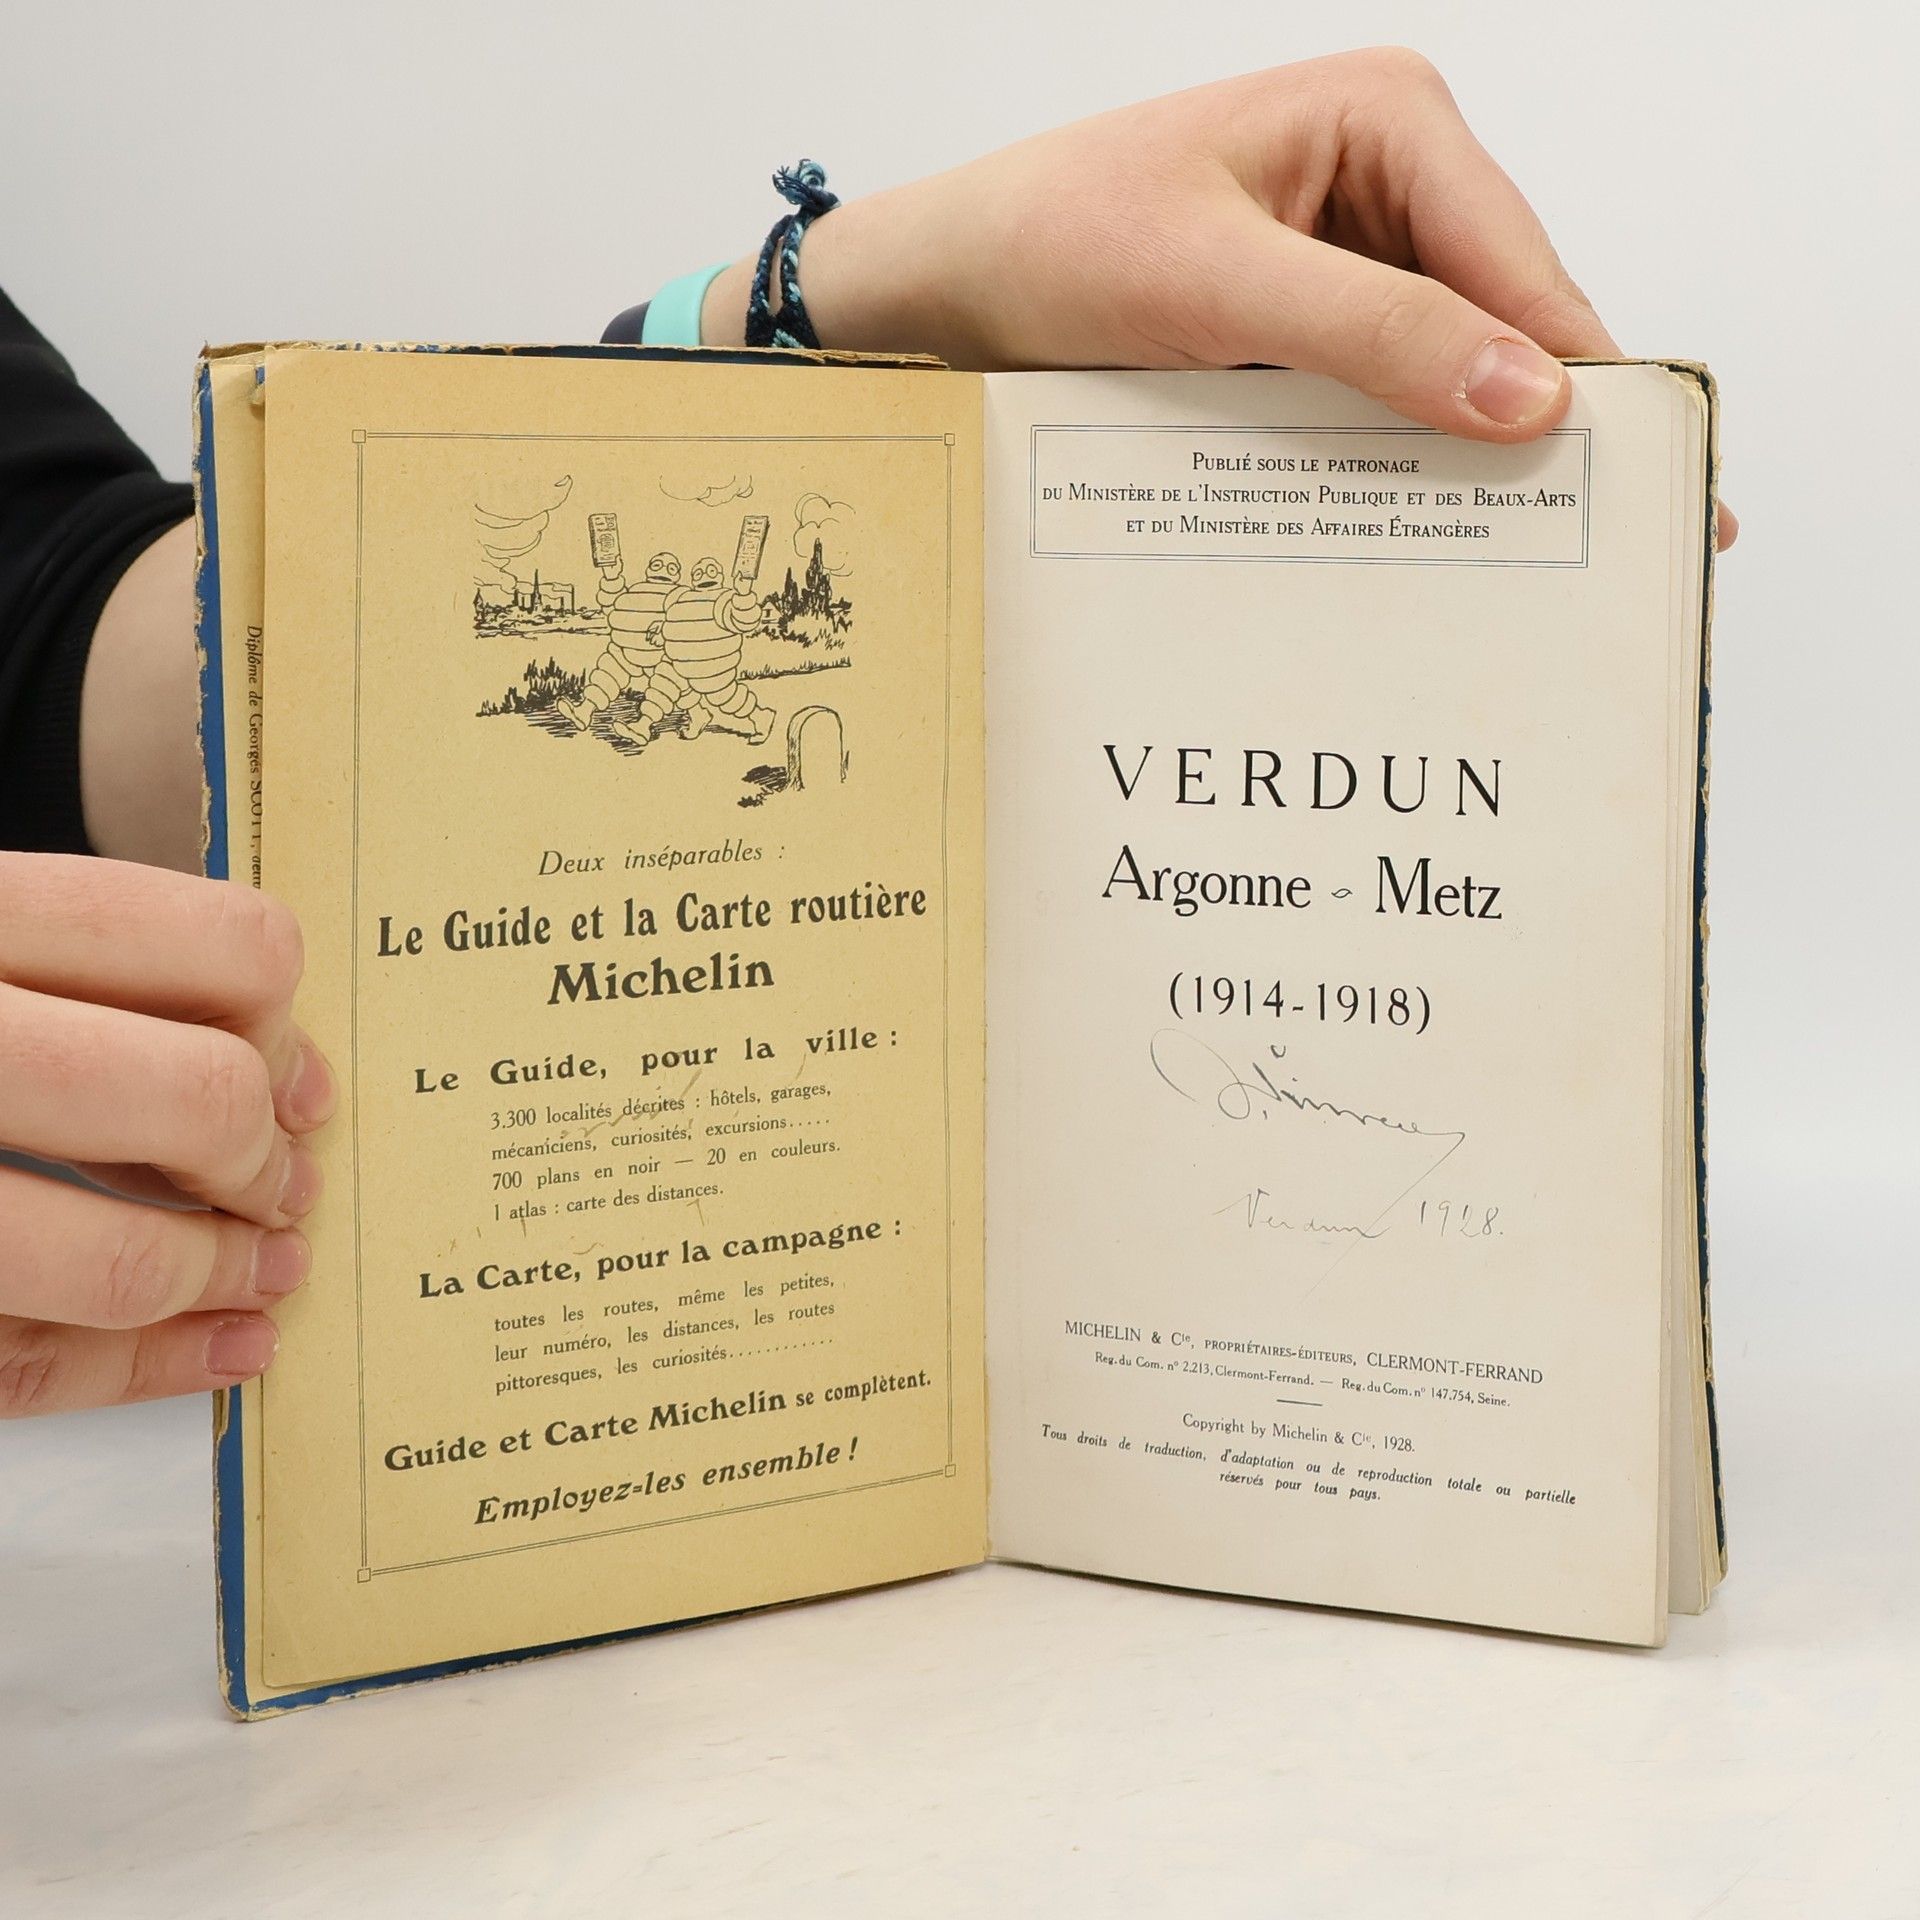 Diplôme de Georges SCOTT,
Deux inséparables :
Le Guide et la Carte routière
Michelin
Le Guide, pour la ville :
3.300 localités décrites : hôtels, garages,
mécaniciens, curiosités, excursions.....
700 plans en noir — 20 en couleurs.
1 atlas : carte des distances.
La Carte, pour la campagne :
toutes les routes, même les petites,
leur numéro, les distances, les routes
pittoresques, les curiosités............
Guide et Carte Michelin se complètent.
Employez-les ensemble !
PUBLIÉ SOUS LE PATRONAGE
DU MINISTÈRE DE L'INSTRUCTION PUBLIQUE ET DES BEAUX-ARTS
ET DU MINISTÈRE DES AFFAIRES ÉTRANGÈRES
VERDUN
Argonne ~ Metz
(1914-1918)
Verdun 1928.
MICHELIN & Cie, PROPRIÉTAIRES-ÉDITEURS, CLERMONT-FERRAND
Reg. du Com. nº 2.213, Clermont-Ferrand. — Reg. du Com. nº 147.754, Seine.
Copyright by Michelin & Cie, 1928.
Tous droits de traduction, d'adaptation ou de reproduction totale ou partielle
réservés pour tous pays.